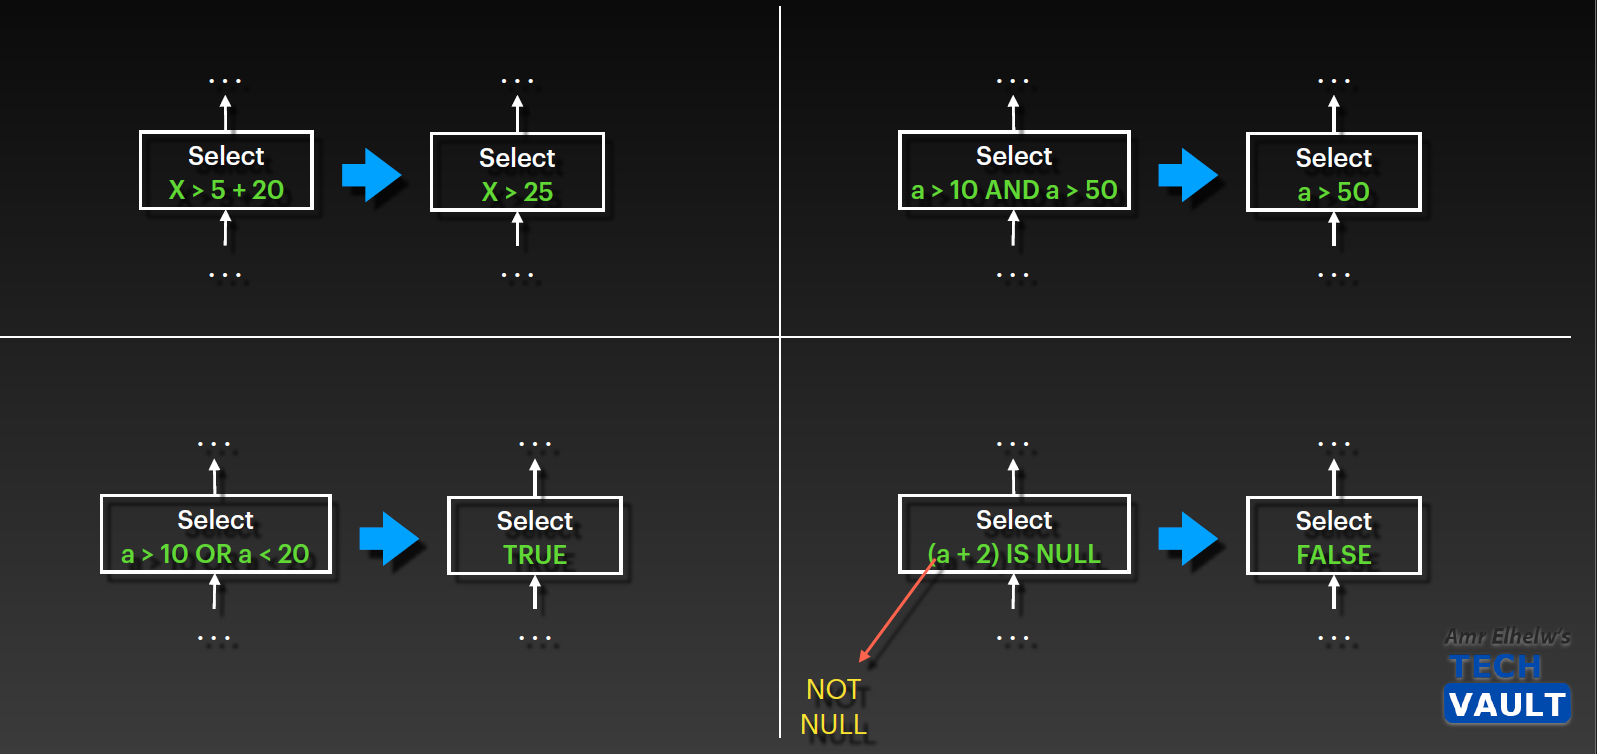 ...
...
Select
X > 5 + 20
Select
X > 25
...
...
...
...
Select
a > 10 AND a > 50
Select
a > 50
...
...
...
...
Select
a > 10 OR a < 20
Select
TRUE
...
...
...
...
Select
(a + 2) IS NULL
Select
FALSE
...
...
NOT
NULL
Amr Elhelw's
TECH
VAULT